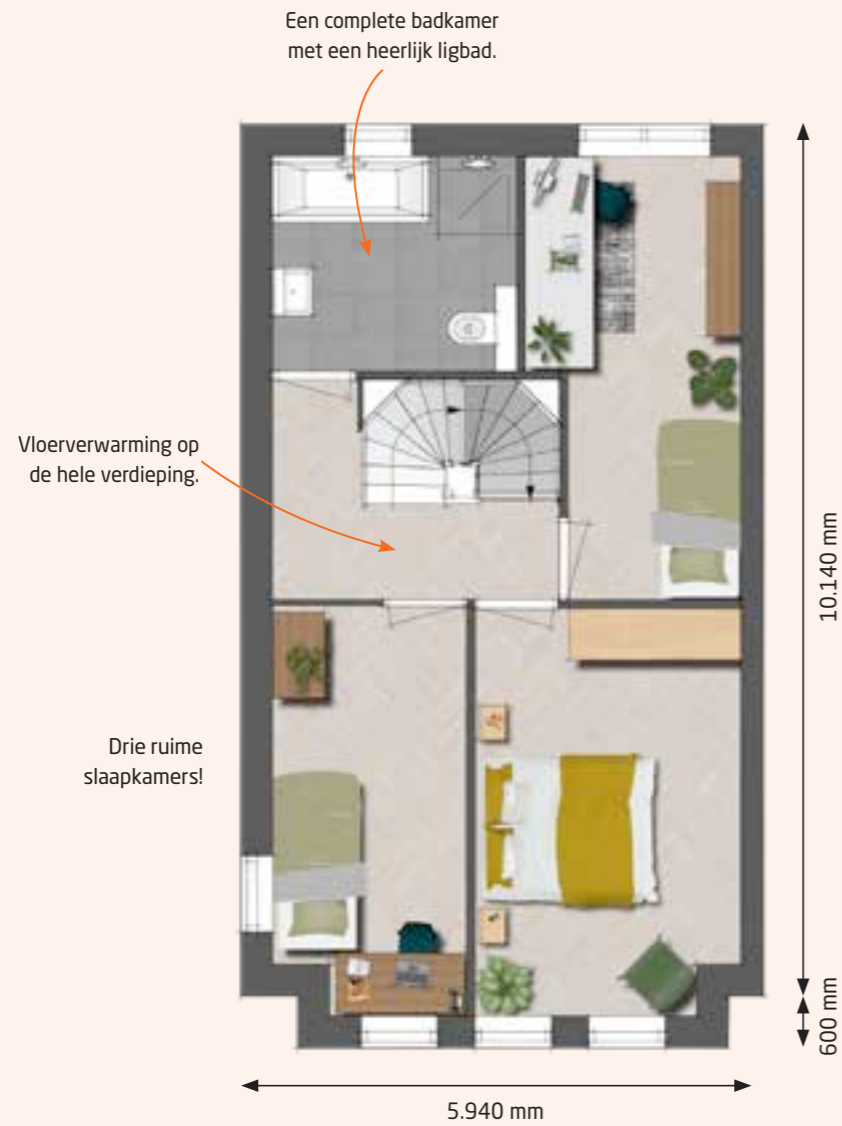 Een complete badkamer
met een heerlijk ligbad.
Vloerverwarming op
de hele verdieping.
Drie ruime
slaapkamers!
10.140 mm
600 mm
5.940 mm